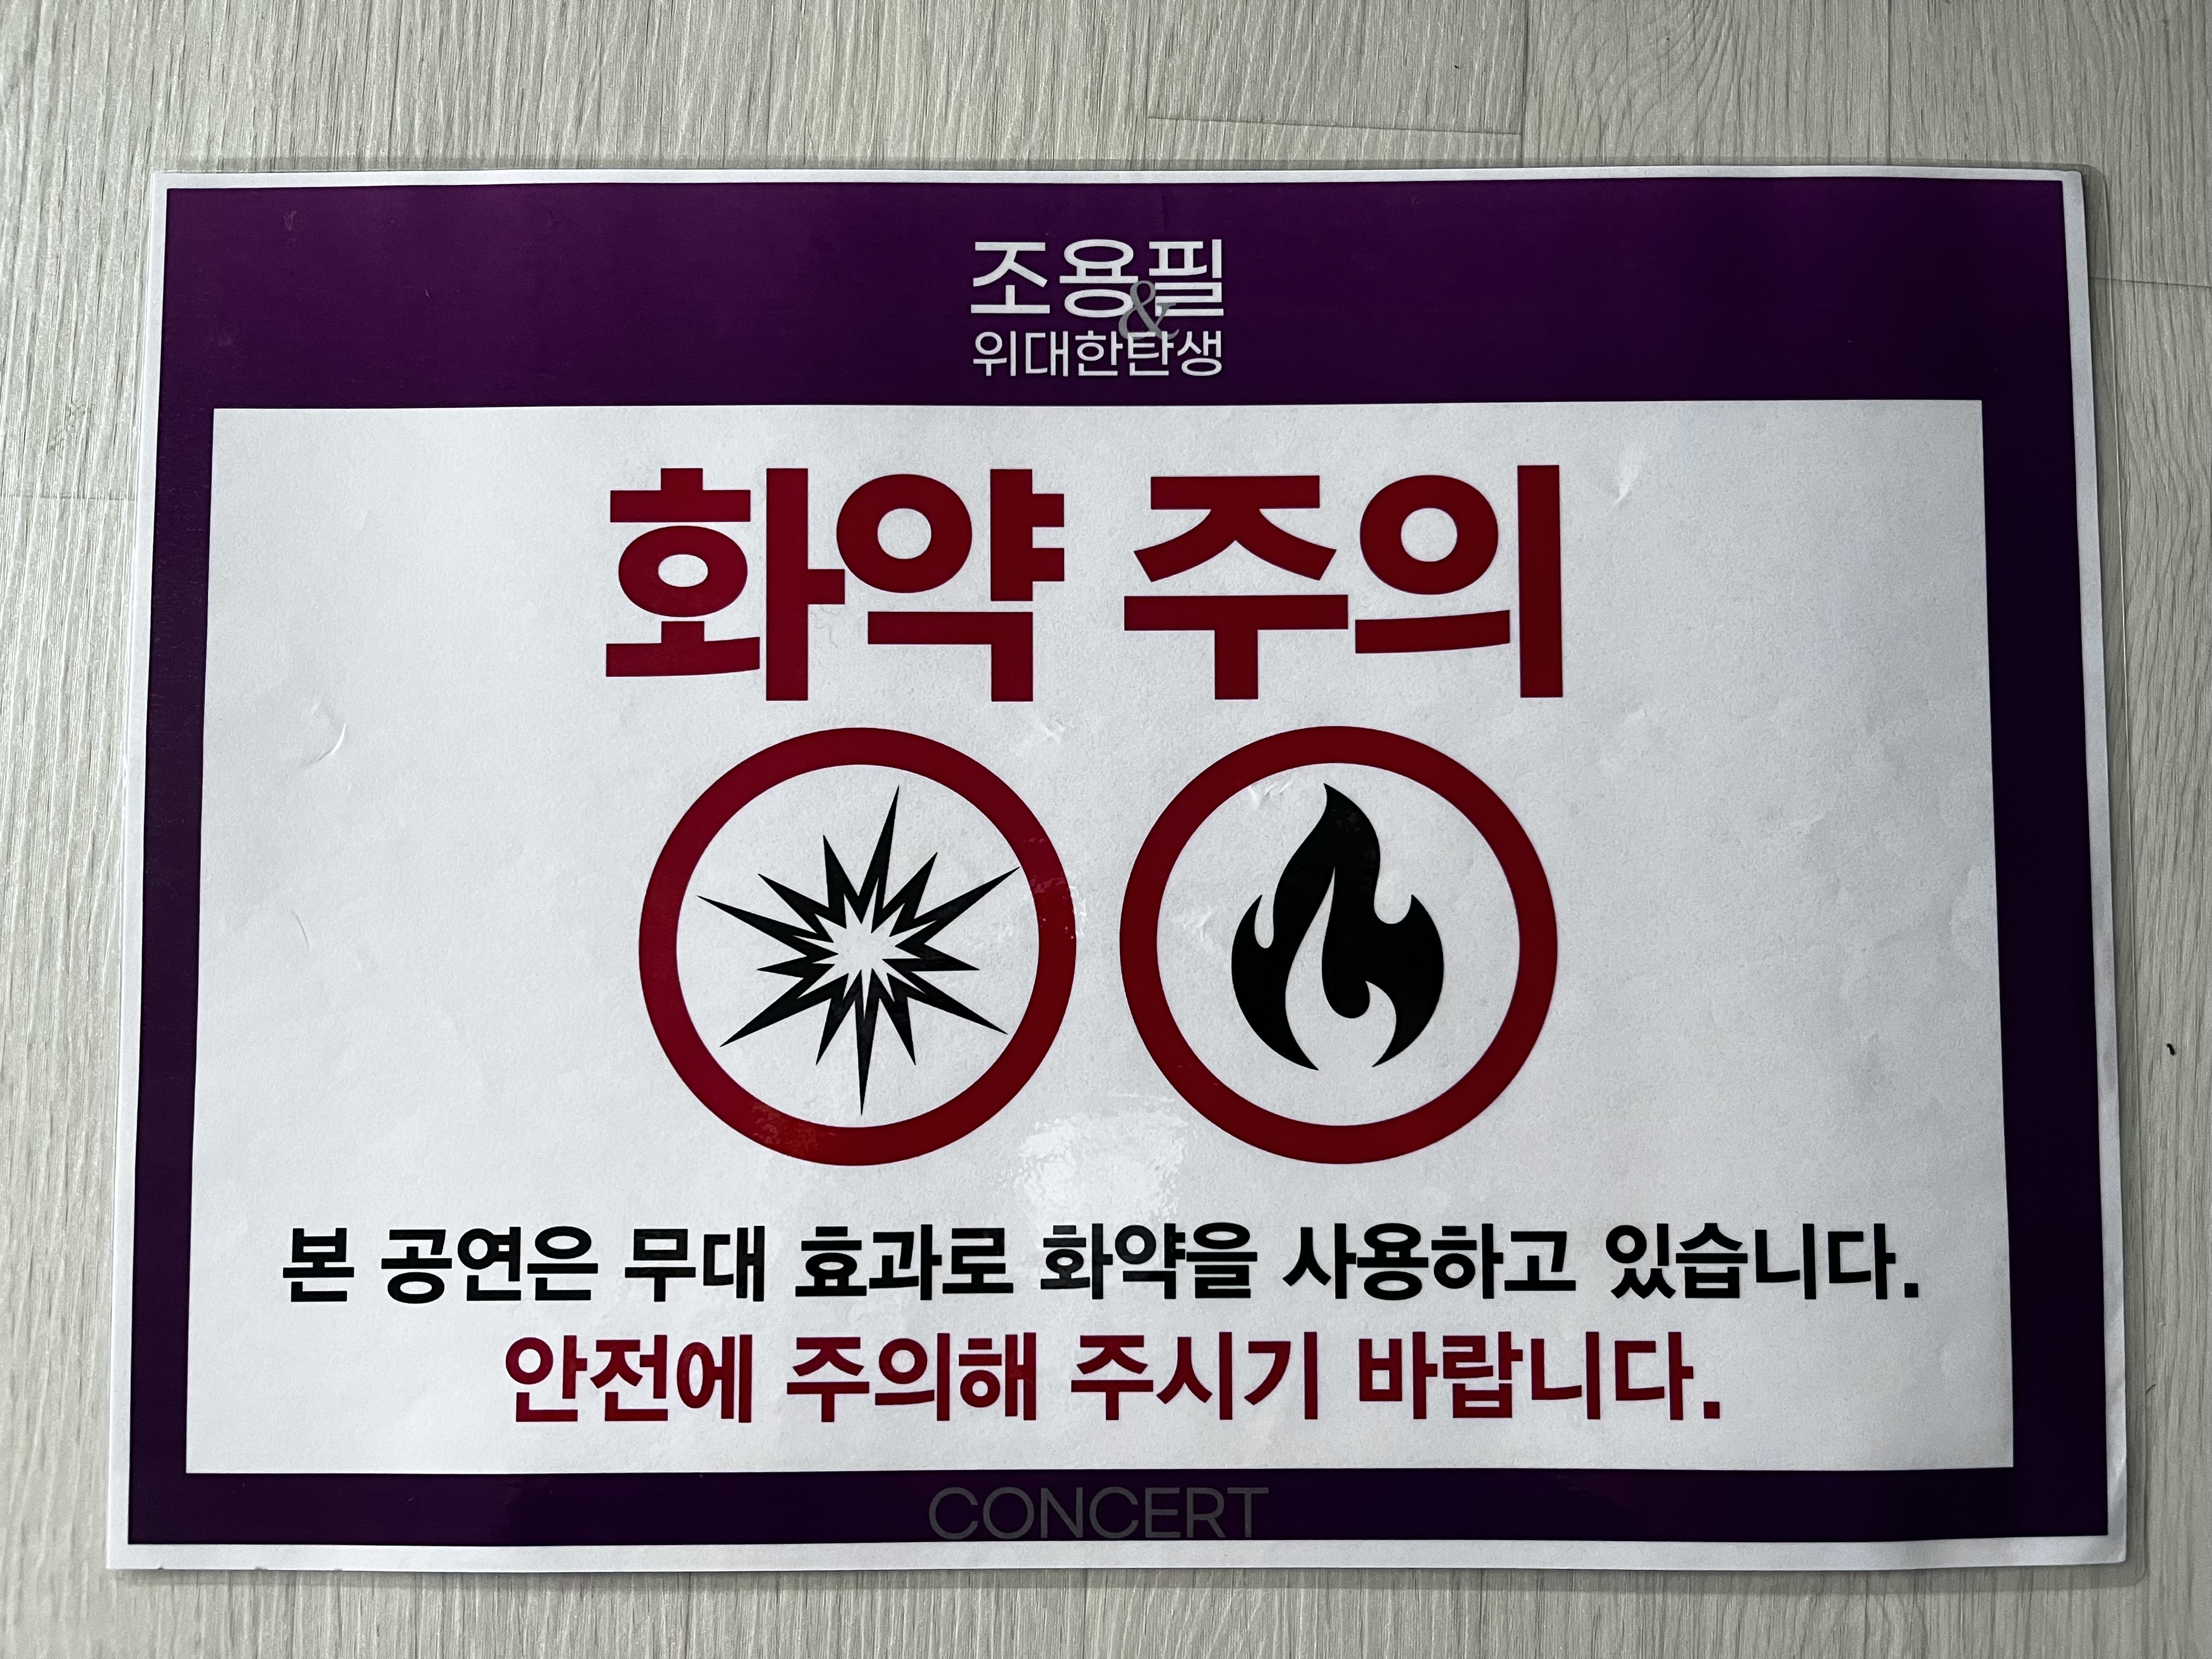 조용필
&
위대한탄생
화약 주의
본 공연은 무대 효과로 화약을 사용하고 있습니다.
안전에 주의해 주시기 바랍니다.
CONCERT